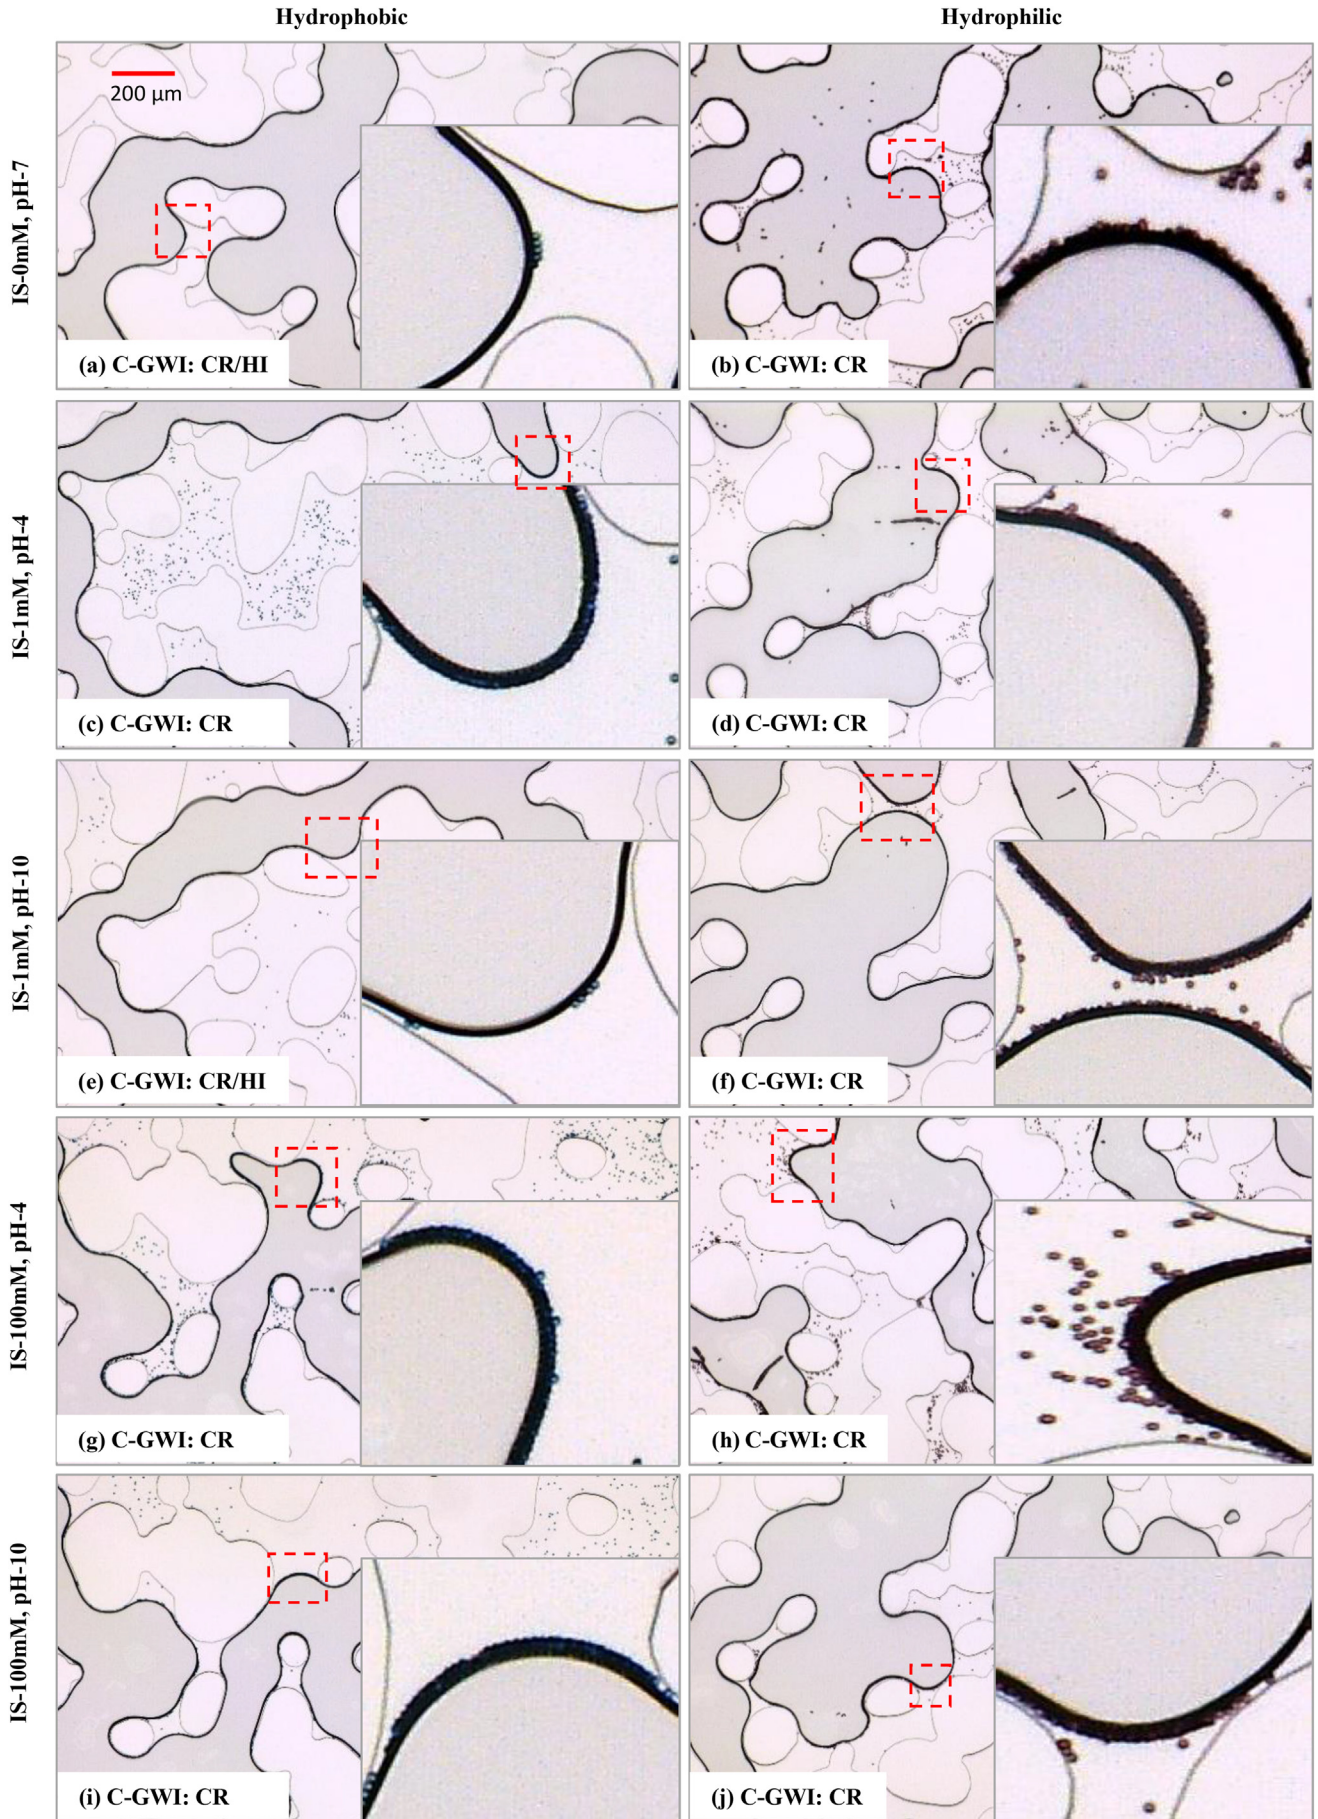 Hydrophobic Hydrophilic
IS-0mM, pH-7
200 µm
(a) C-GWI: CR/HI
(b) C-GWI: CR
IS-1mM, pH-4
(c) C-GWI: CR
(d) C-GWI: CR
IS-1mM, pH-10
(e) C-GWI: CR/HI
(f) C-GWI: CR
IS-100mM, pH-4
(g) C-GWI: CR
(h) C-GWI: CR
IS-100mM, pH-10
(i) C-GWI: CR
(j) C-GWI: CR